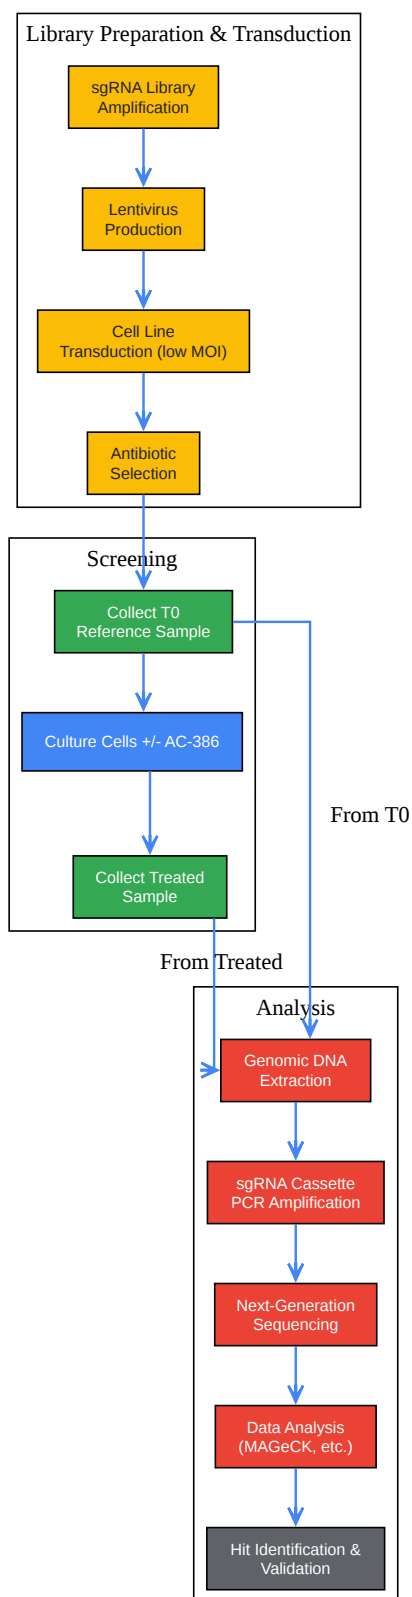 Library Preparation & Transduction
sgRNA Library
Amplification
Lentivirus
Production
Cell Line
Transduction (low MOI)
Antibiotic
Selection
Screening
Collect T0
Reference Sample
Culture Cells +/- AC-386
From T0
Collect Treated
Sample
From Treated
Analysis
Genomic DNA
Extraction
sgRNA Cassette
PCR Amplification
Next-Generation
Sequencing
Data Analysis
(MAGeCK, etc.)
Hit Identification &
Validation